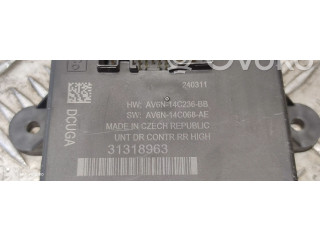 240311
HW: AV6N-14C236-BB
SW: AV6N-14C068-AE
MADE IN CZECH REPUBLIC
UNT DR CONTR RR HIGH
31318963
DCUGA